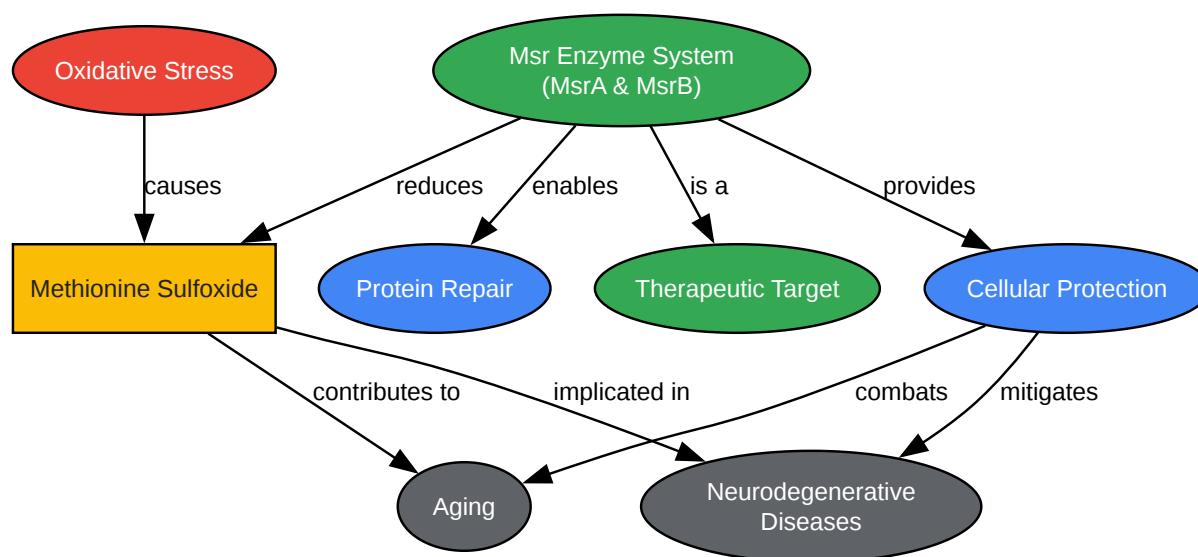 Oxidative Stress
Msr Enzyme System
(MsrA & MsrB)
causes
reduces
enables
is a
provides
Methionine Sulfoxide
Protein Repair
Therapeutic Target
Cellular Protection
contributes to
implicated in
combats
mitigates
Aging
Neurodegenerative
Diseases